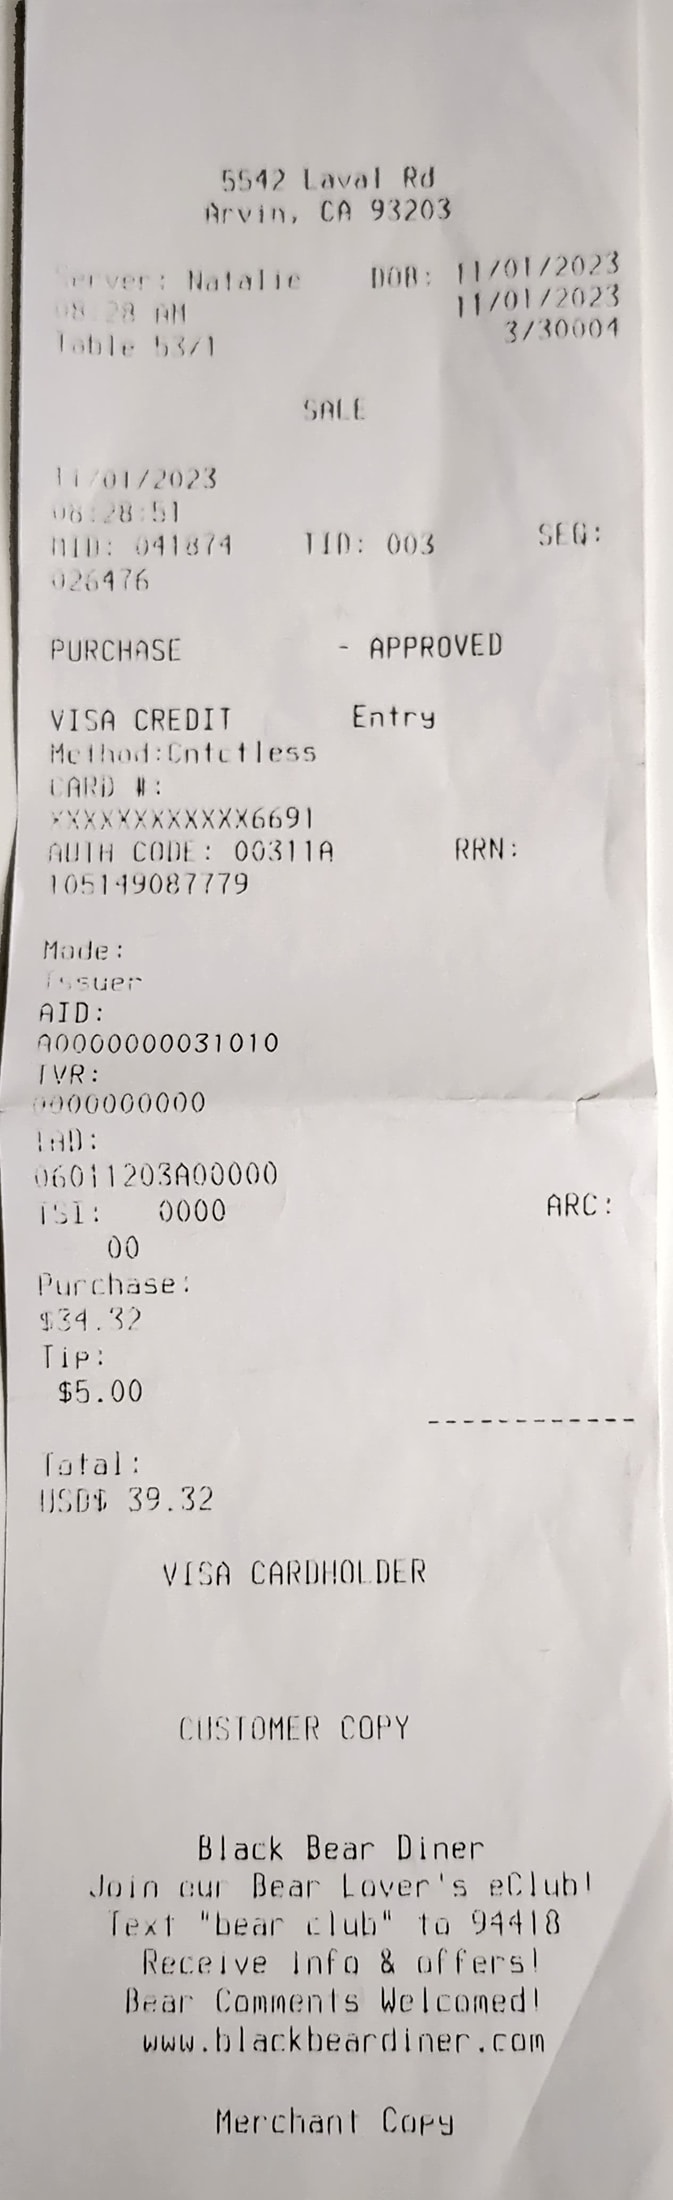 5542 Laval Rd
Arvin, CA 93203
Server: Natalie DOB: 11/01/2023
08:28 AM 11/01/2023
Table 53/1 3/30004
SALE
11/01/2023
08:28:51
MID: 041874 TID: 003 SEQ:
026476
PURCHASE - APPROVED
VISA CREDIT Entry
Method:Cntctless
CARD #:
XXXXXXXXXXXX6691
AUTH CODE: 00311A RRN:
105149087779
Mode:
Issuer
AID:
A0000000031010
TVR:
0000000000
IAD:
06011203A00000
TSI: 0000 ARC:
00
Purchase:
$34.32
Tip:
$5.00
------------
Total:
USD$ 39.32
VISA CARDHOLDER
CUSTOMER COPY
Black Bear Diner
Join our Bear Lover's eClub!
Text "bear club" to 94418
Receive Info & offers!
Bear Comments Welcomed!
www.blackbeardiner.com
Merchant Copy